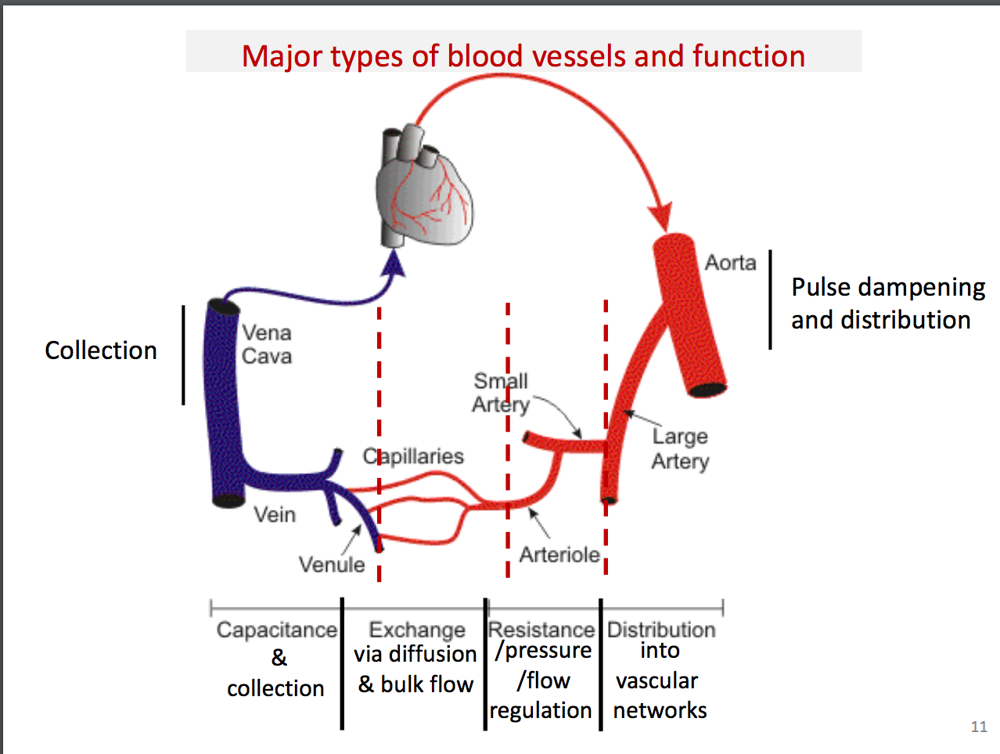 Major types of blood vessels and function
Aorta
Pulse dampening
and distribution
Collection
Vena
Cava
Small
Artery
Large
Artery
Capillaries
Vein
Venule
Arteriole
Capacitance
&
collection
Exchange
via diffusion
& bulk flow
Resistance
/pressure
/flow
regulation
Distribution
into
vascular
networks
11